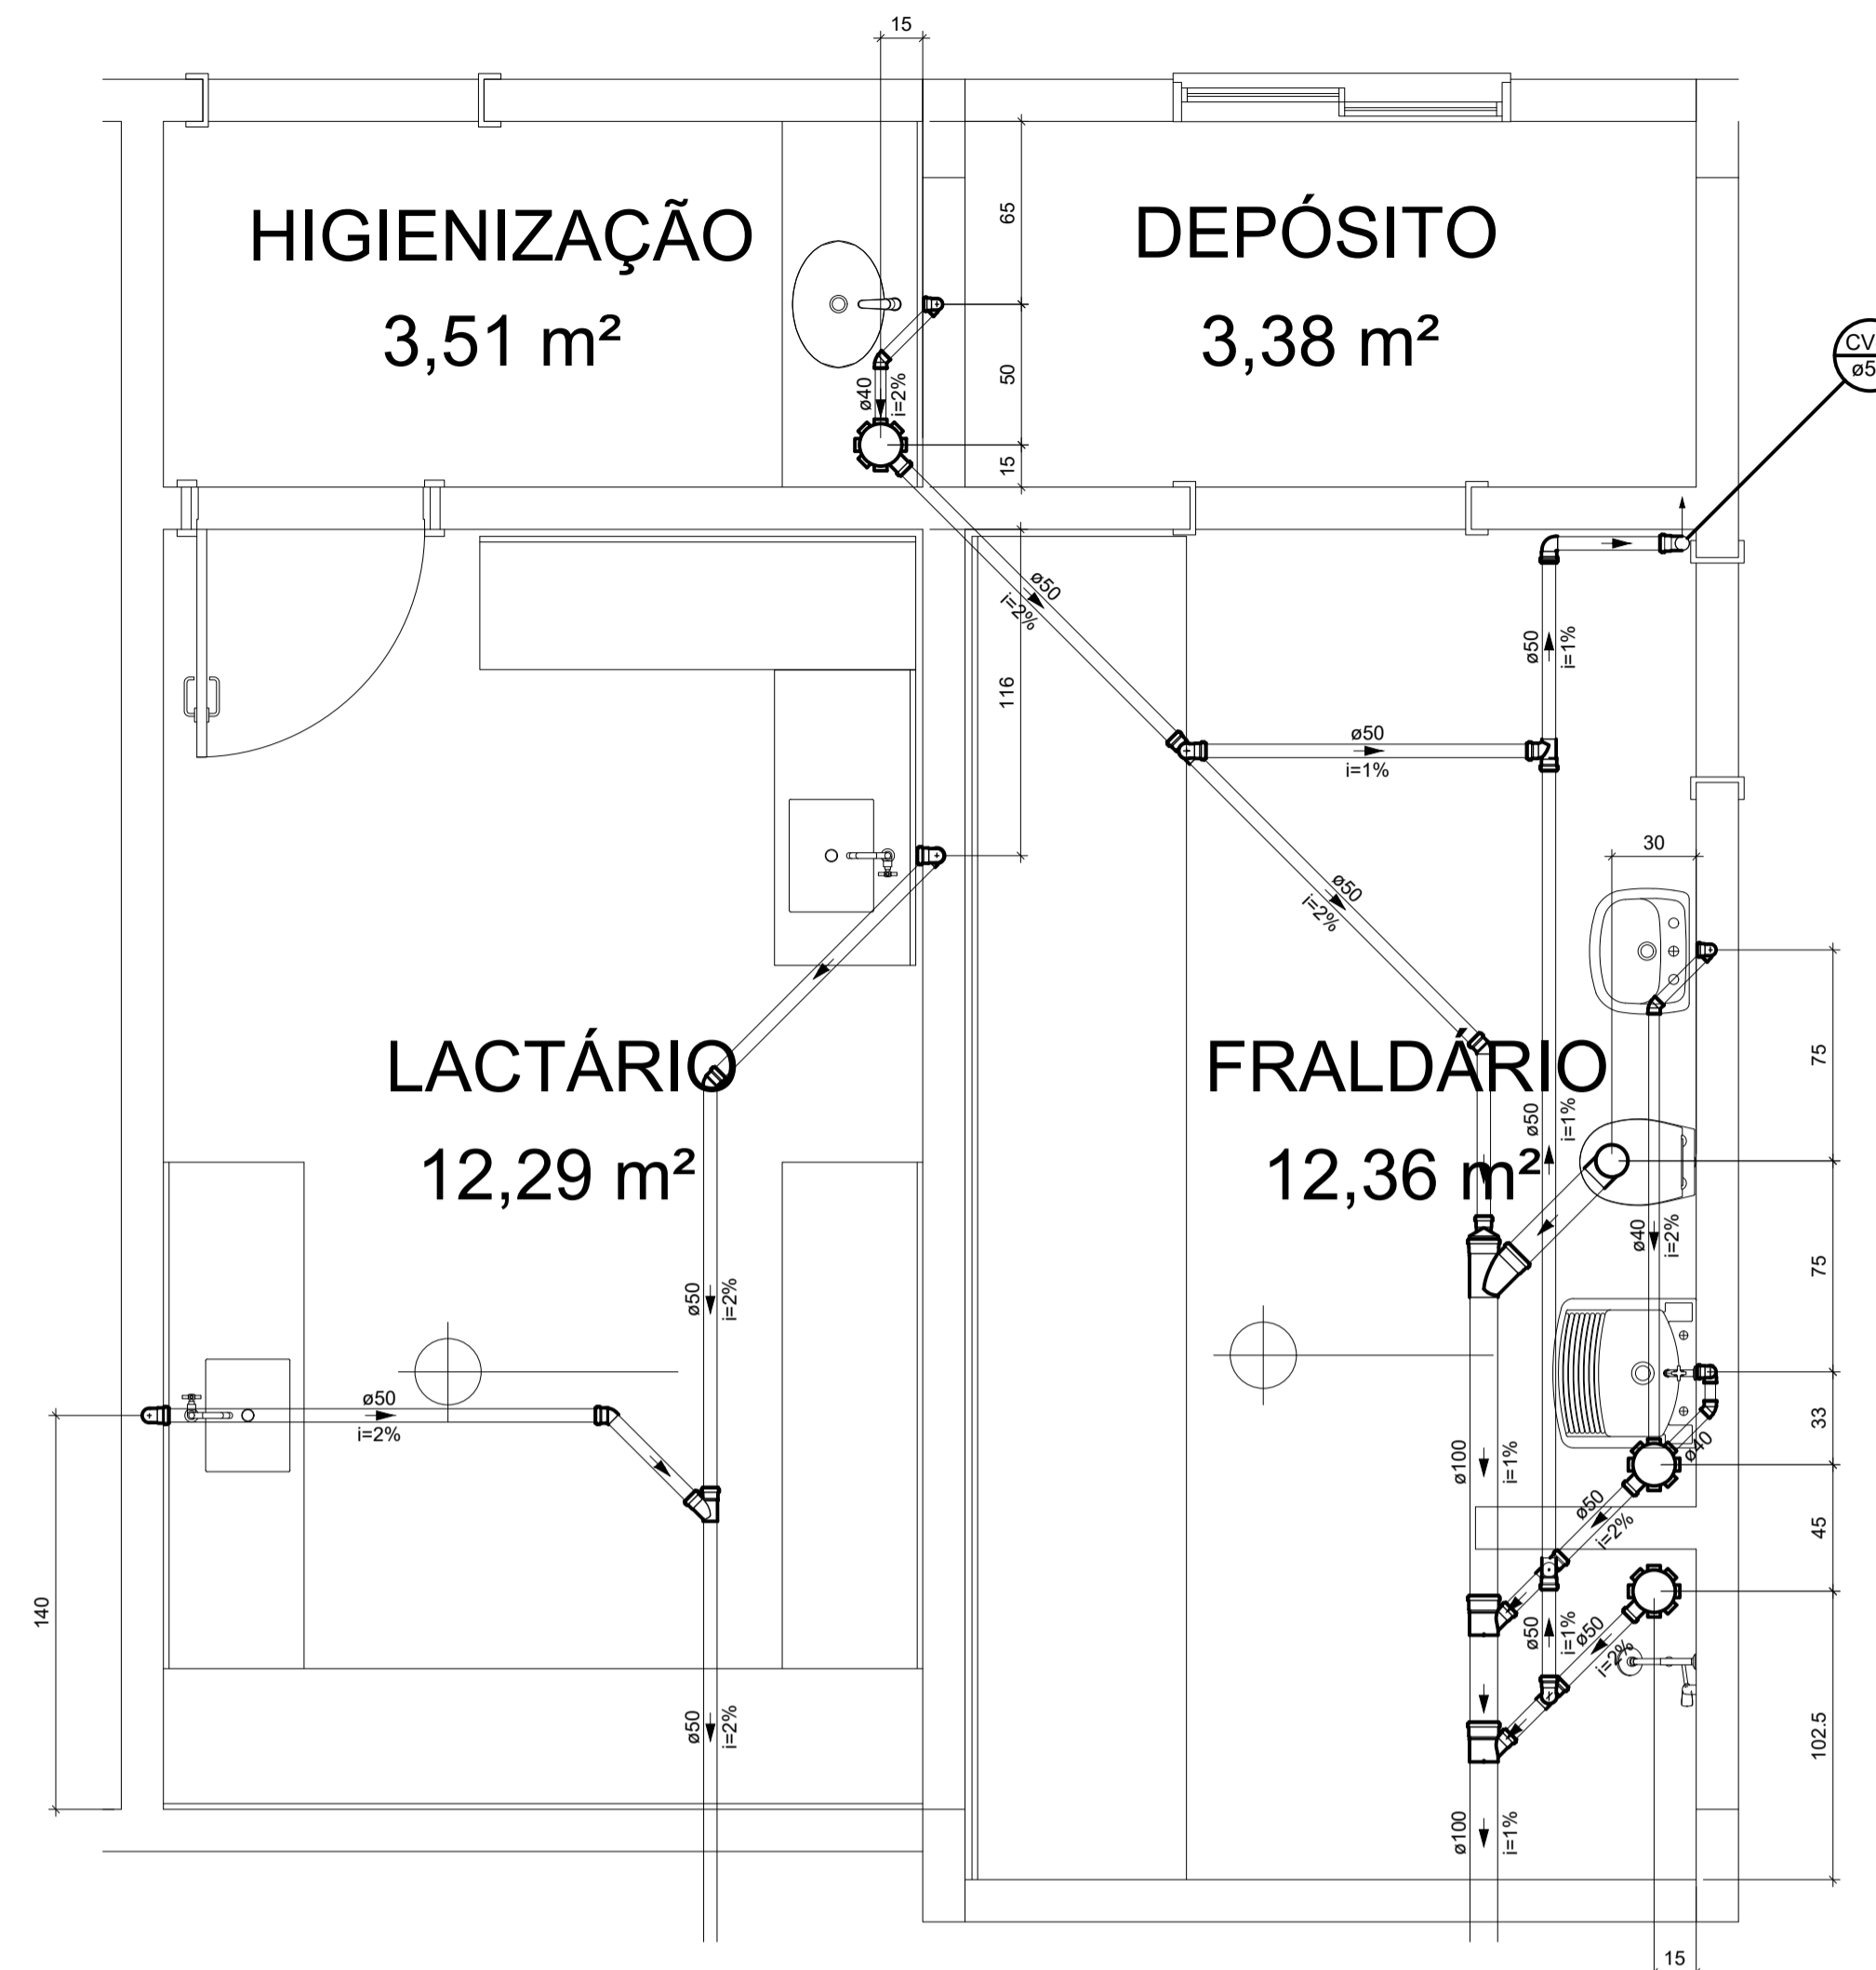 15
HIGIENIZAÇÃO
3,51 m²
DEPÓSITO
3,38 m²
65
50
15
CV
ø5
ø40
i=2%
ø50
i=2%
116
ø50
i=1%
ø50
i=1%
30
ø50
i=2%
LACTÁRIO
12,29 m²
FRALDÁRIO
12,36 m²
75
ø50
i=1%
ø40
i=2%
75
ø50
i=2%
ø50
i=2%
33
ø40
ø100
i=1%
ø50
i=2%
45
140
ø50
i=1%
ø50
i=2%
ø50
i=2%
102.5
ø100
i=1%
15